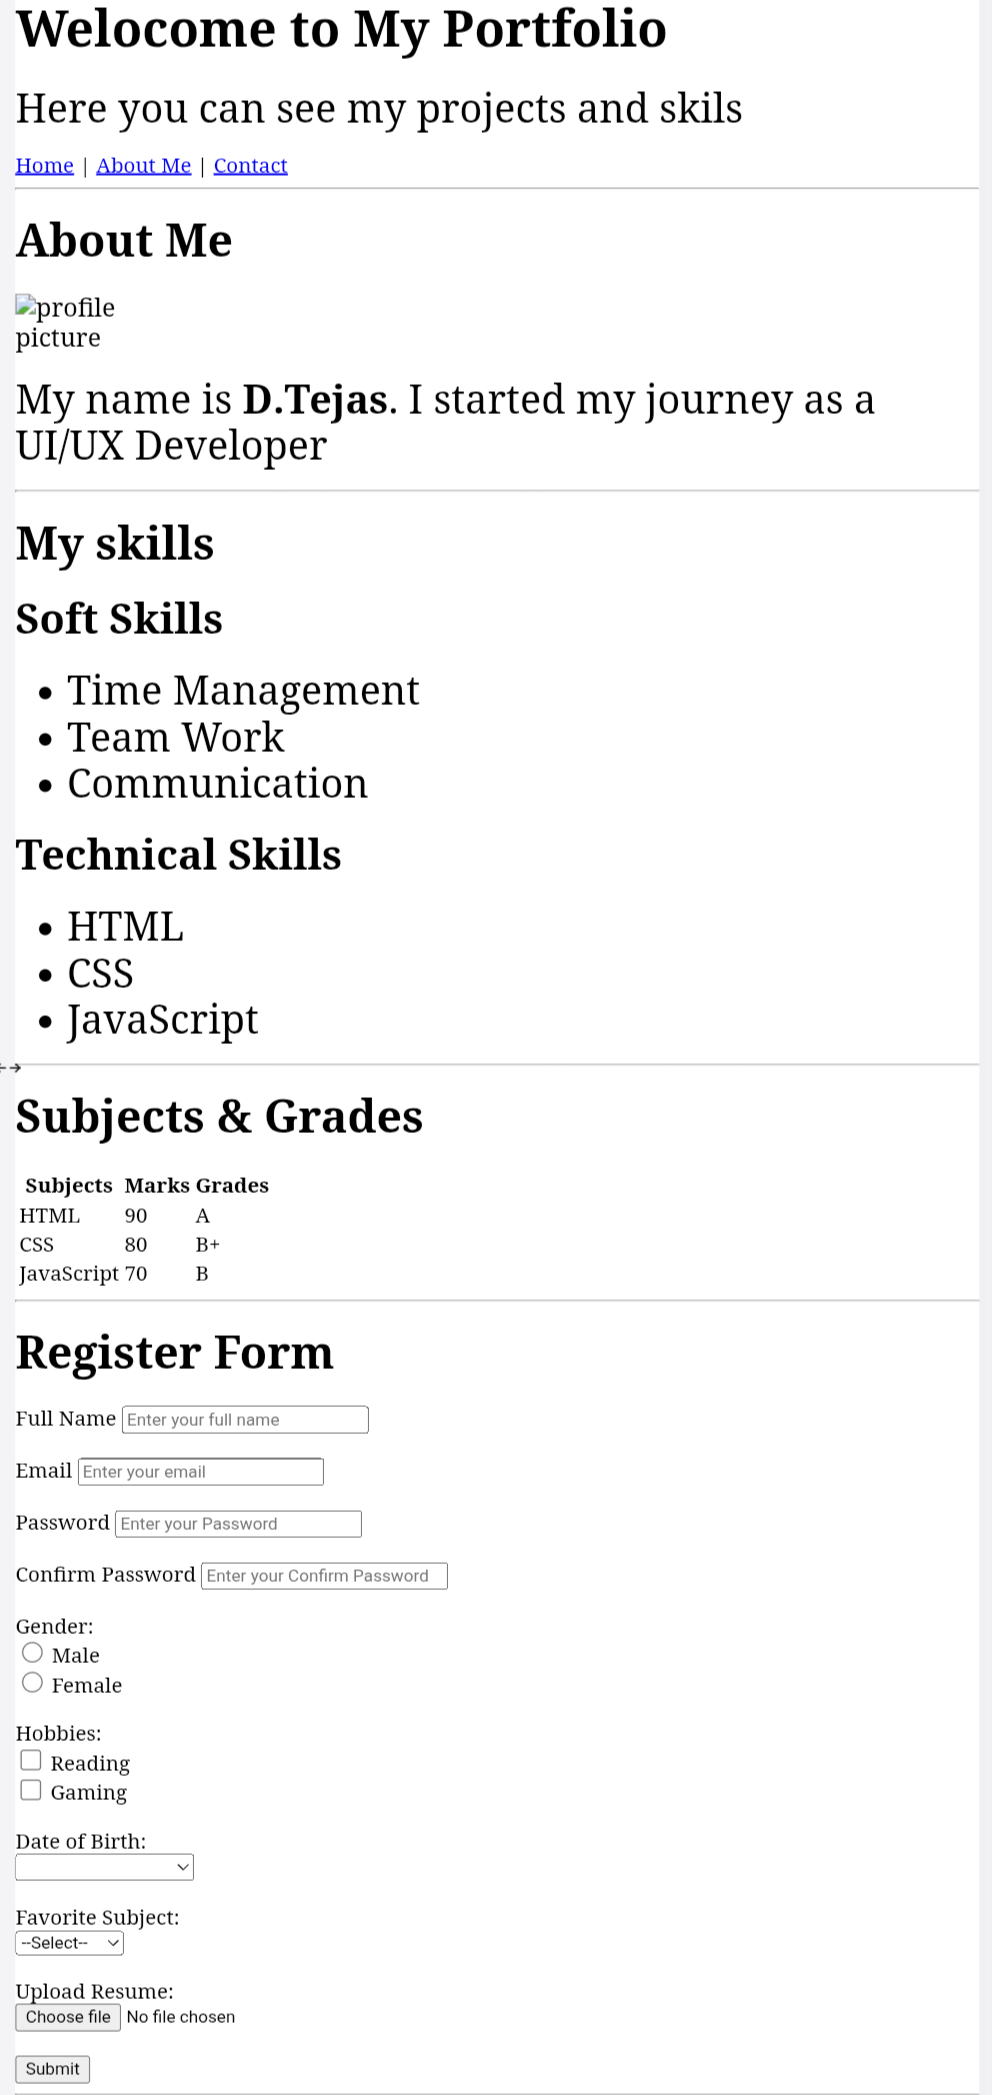 Welocome to My Portfolio
Here you can see my projects and skils
Home | About Me | Contact
About Me
profile
picture
My name is D.Tejas. I started my journey as a
UI/UX Developer
My skills
Soft Skills
• Time Management
• Team Work
• Communication
Technical Skills
• HTML
• CSS
• JavaScript
Subjects & Grades
Subjects Marks Grades
HTML 90 A
CSS 80 B+
JavaScript 70 B
Register Form
Full Name Enter your full name
Email Enter your email
Password Enter your Password
Confirm Password Enter your Confirm Password
Gender:
Male
Female
Hobbies:
Reading
Gaming
Date of Birth:
Favorite Subject:
--Select--
Upload Resume:
Choose file No file chosen
Submit